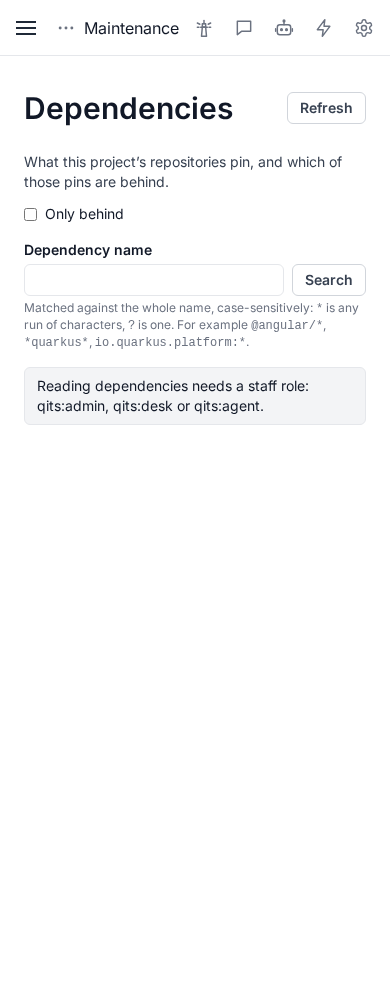 Maintenance
Dependencies
Refresh
What this project’s repositories pin, and which of
those pins are behind.
Only behind
Dependency name
Search
Matched against the whole name, case-sensitively: * is any
run of characters, ? is one. For example @angular/*,
*quarkus*, io.quarkus.platform:*.
Reading dependencies needs a staff role:
qits:admin, qits:desk or qits:agent.